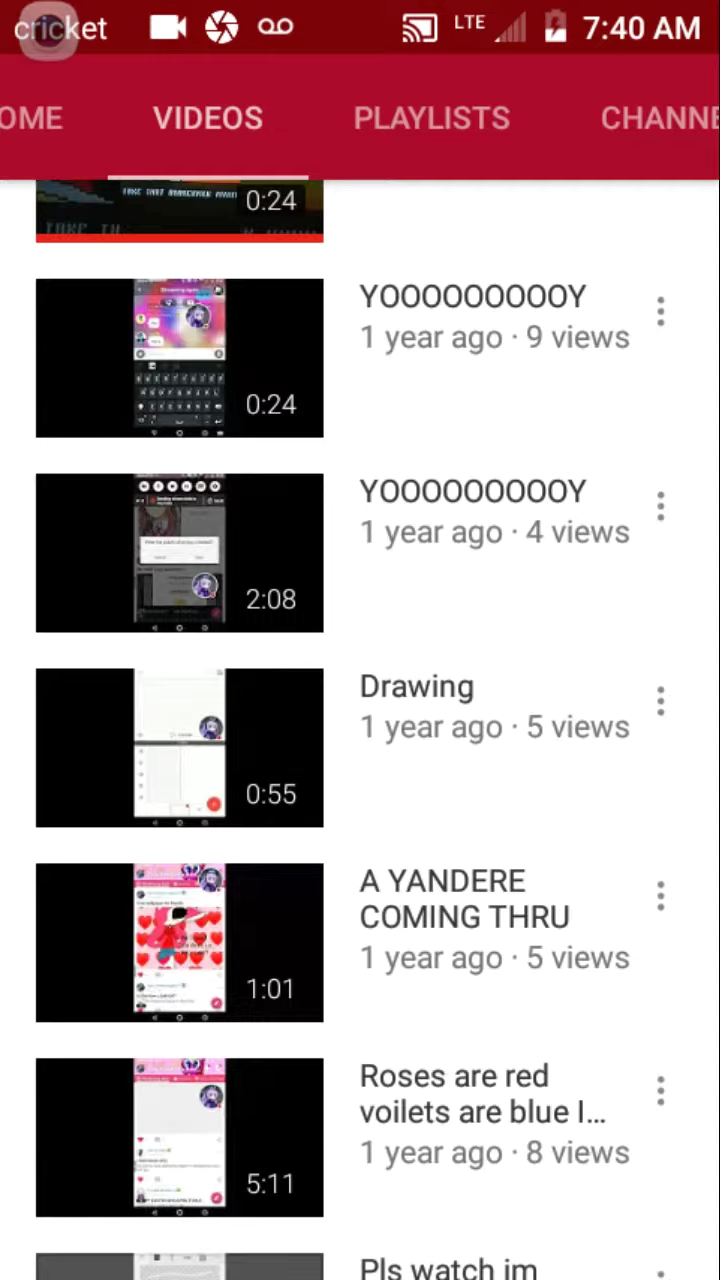 cricket LTE 7:40 AM
OME VIDEOS PLAYLISTS CHANNE
TAKE THAT
0:24
YOOOOOOOOOY
1 year ago · 9 views
0:24
YOOOOOOOOOY
1 year ago · 4 views
2:08
Drawing
1 year ago · 5 views
0:55
A YANDERE
COMING THRU
1 year ago · 5 views
1:01
Roses are red
voilets are blue I...
1 year ago · 8 views
5:11
Pls watch im